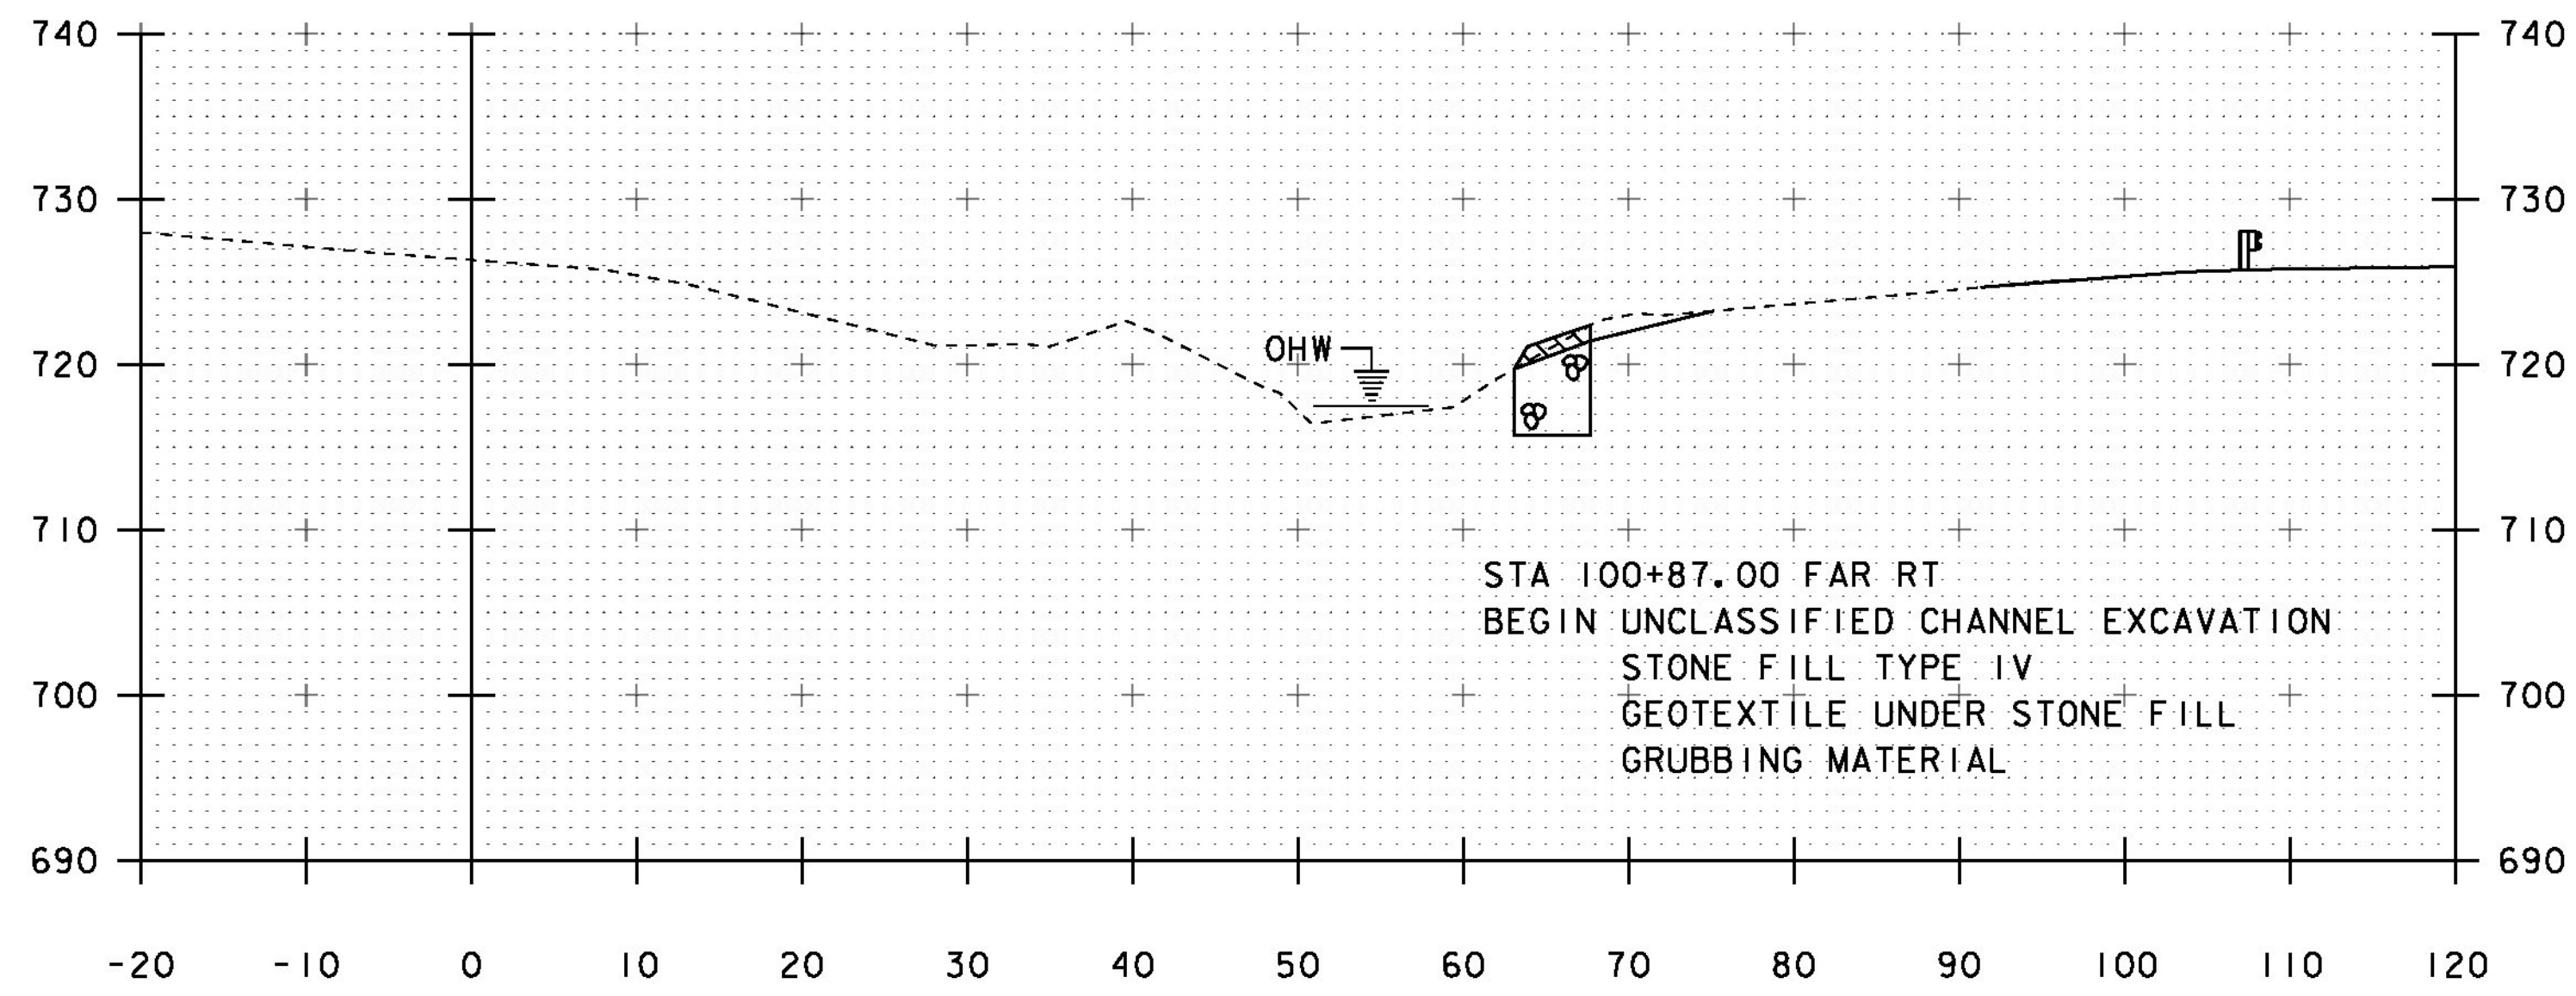 740 740
730 730
720 OHW 720
710 710
STA 100+87.00 FAR RT
BEGIN UNCLASSIFIED CHANNEL EXCAVATION
STONE FILL TYPE IV
700 700
GEOTEXTILE UNDER STONE FILL
GRUBBING MATERIAL
690 690
-20 -10 0 10 20 30 40 50 60 70 80 90 100 110 120